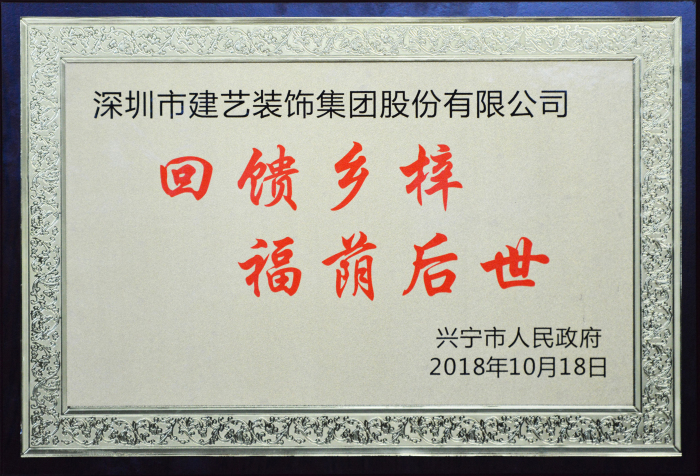 深圳市建艺装饰集团股份有限公司
回馈乡梓
福荫后世
兴宁市人民政府
2018年10月18日